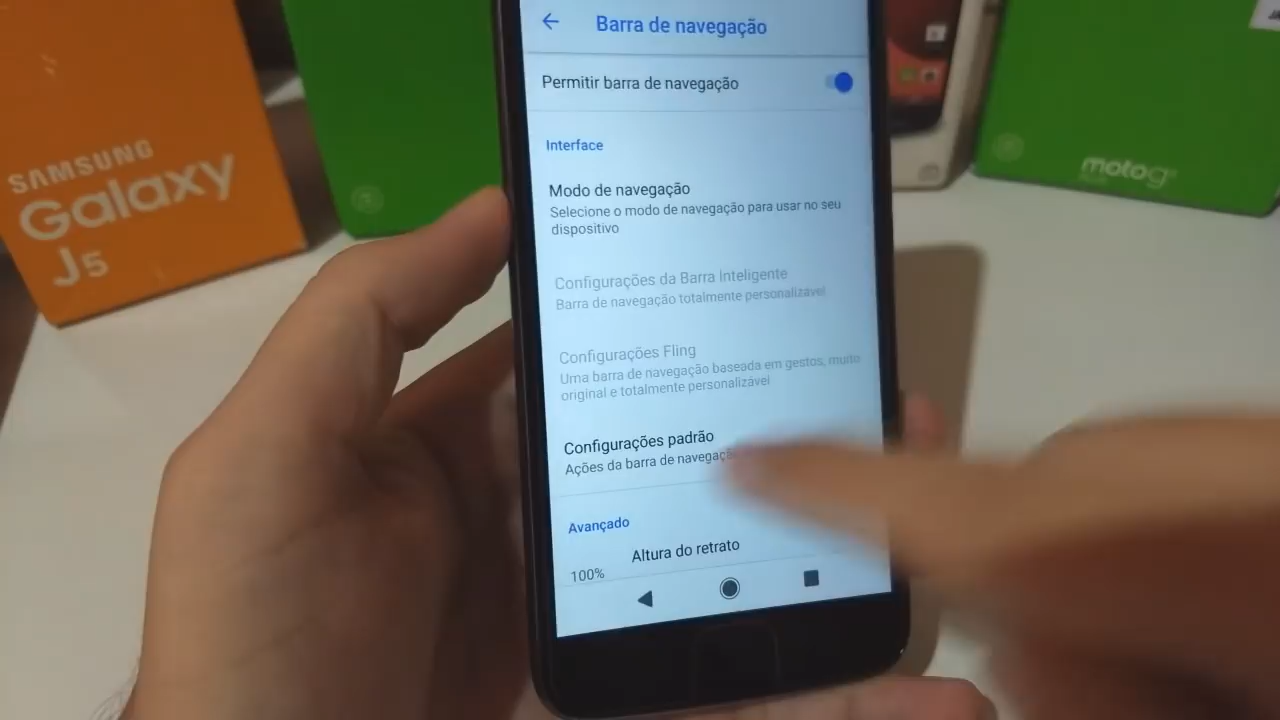 Barra de navegação
Permitir barra de navegação
Interface
Modo de navegação
Selecione o modo de navegação para usar no seu
dispositivo
Configurações da Barra Inteligente
Barra de navegação totalmente personalizável
Configurações Fling
Uma barra de navegação baseada em gestos, muito
original e totalmente personalizável
Configurações padrão
Ações da barra de navegação
Avançado
Altura do retrato
100%
SAMSUNG
Galaxy
J5
moto g